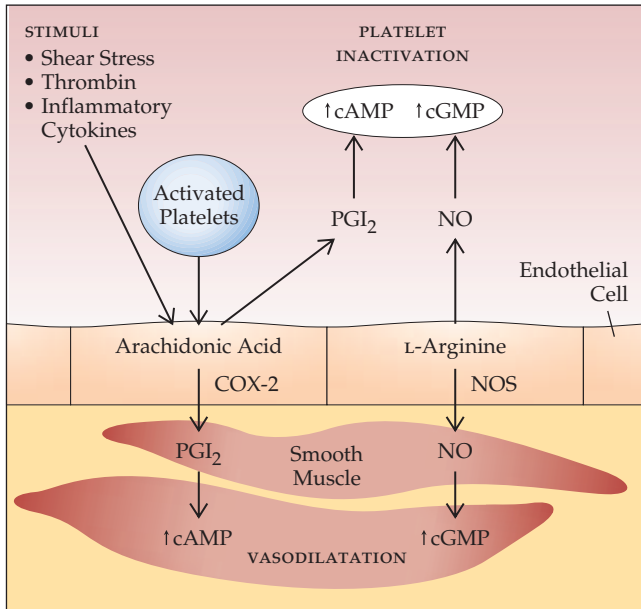 STIMULI
• Shear Stress
• Thrombin
• Inflammatory
Cytokines
PLATELET
INACTIVATION
↑cAMP ↑cGMP
Activated
Platelets
PGI₂ NO
Endothelial
Cell
Arachidonic Acid L-Arginine
COX-2 NOS
PGI₂ Smooth
Muscle NO
↑cAMP VASODILATATION ↑cGMP